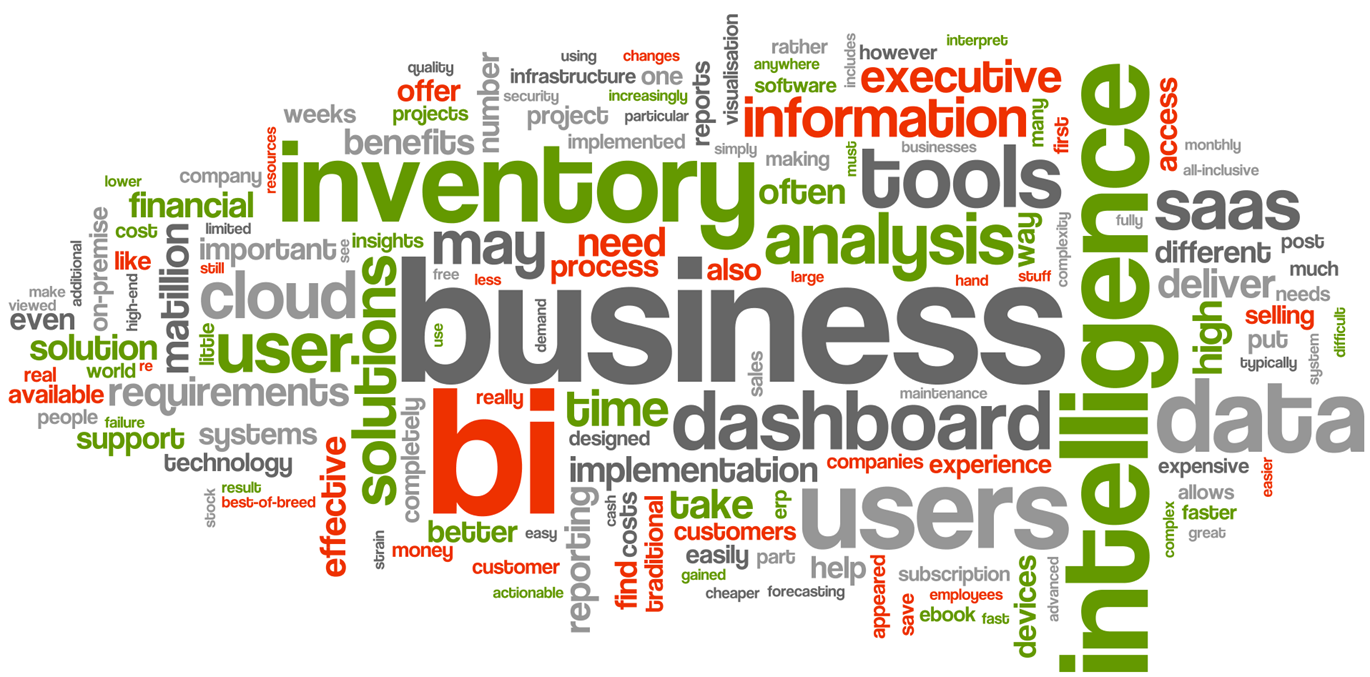 visualisation
rather
includes
however
interpret
using
changes
quality
number
infrastructure
one
reports
anywhere
software
executive
offer
security
increasingly
intelligence
access
weeks
projects
project
particular
information
many
first
resources
benefits
implemented
simply
making
must
businesses
tools
monthly
all-inclusive
lower
company
inventory
often
financial
saas
cost
limited
important
see
insights
may
need
analysis
way
complexity
fully
different
post
on-premise
additional
like
still
matillion
free
less
process
also
large
hand
stuff
much
make
viewed
high-end
cloud
solutions
business
deliver
needs
even
little
user
use
demand
high
selling
difficult
solution
world
re
sales
put
typically
system
real
available
requirements
bi
really
time
dashboard
maintenance
data
people
failure
support
systems
completely
designed
technology
effective
implementation
companies
experience
expensive
easier
stock
result
best-of-breed
reporting
cash
costs
traditional
take
erp
users
allows
faster
complex
great
strain
money
better
easy
customers
easily
part
customer
find
gained
help
appeared
subscription
devices
advanced
actionable
cheaper
forecasting
save
employees
ebook
fast